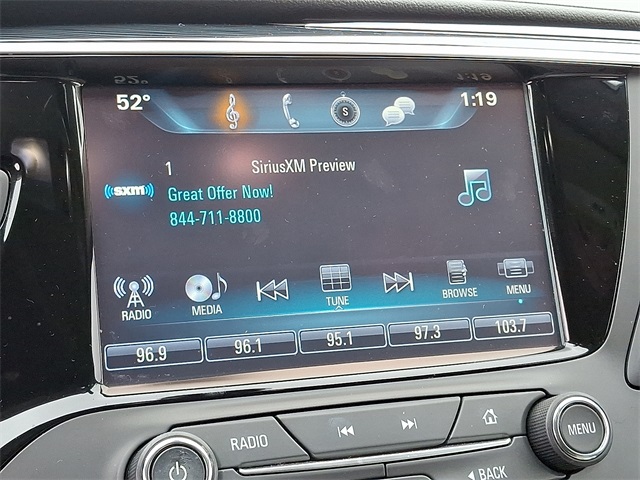 52° S 1:19
1 SiriusXM Preview
((sxm))
Great Offer Now!
844-711-8800
RADIO MEDIA TUNE BROWSE MENU
96.9 96.1 95.1 97.3 103.7
RADIO MENU
BACK